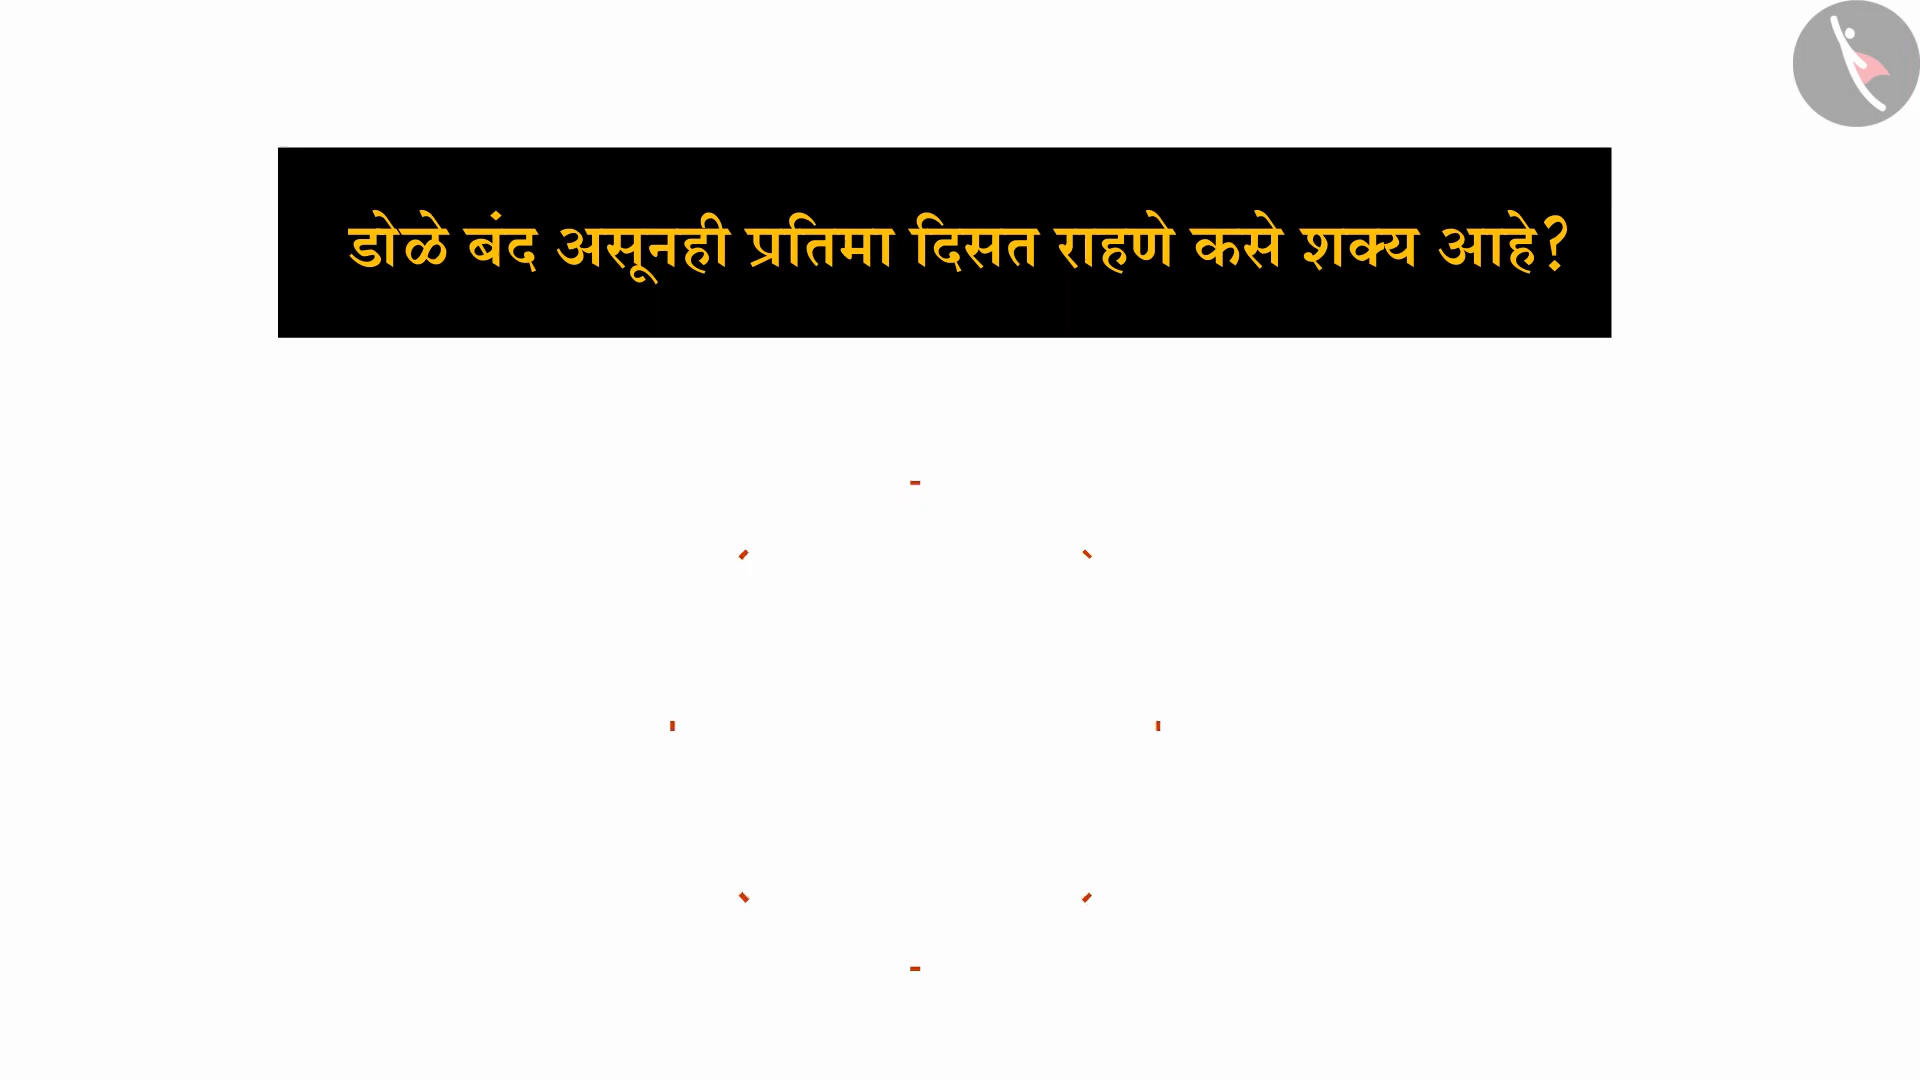 डोळे बंद असूनही प्रतिमा दिसत राहणे कसे शक्य आहे?